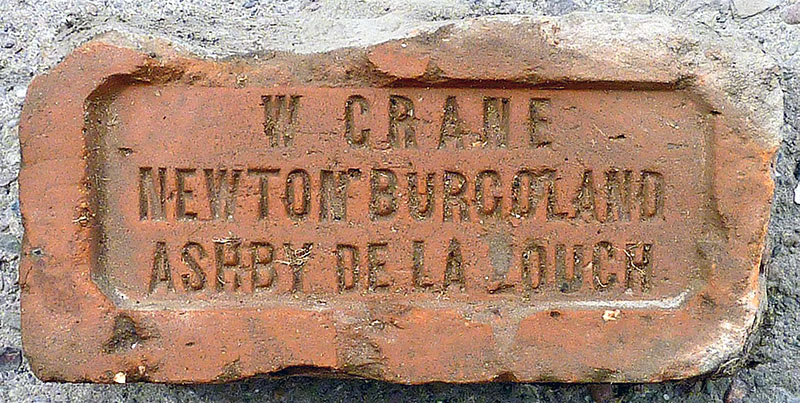 W CRANE
NEWTON BURGOLAND
ASHBY DE LA ZOUCH